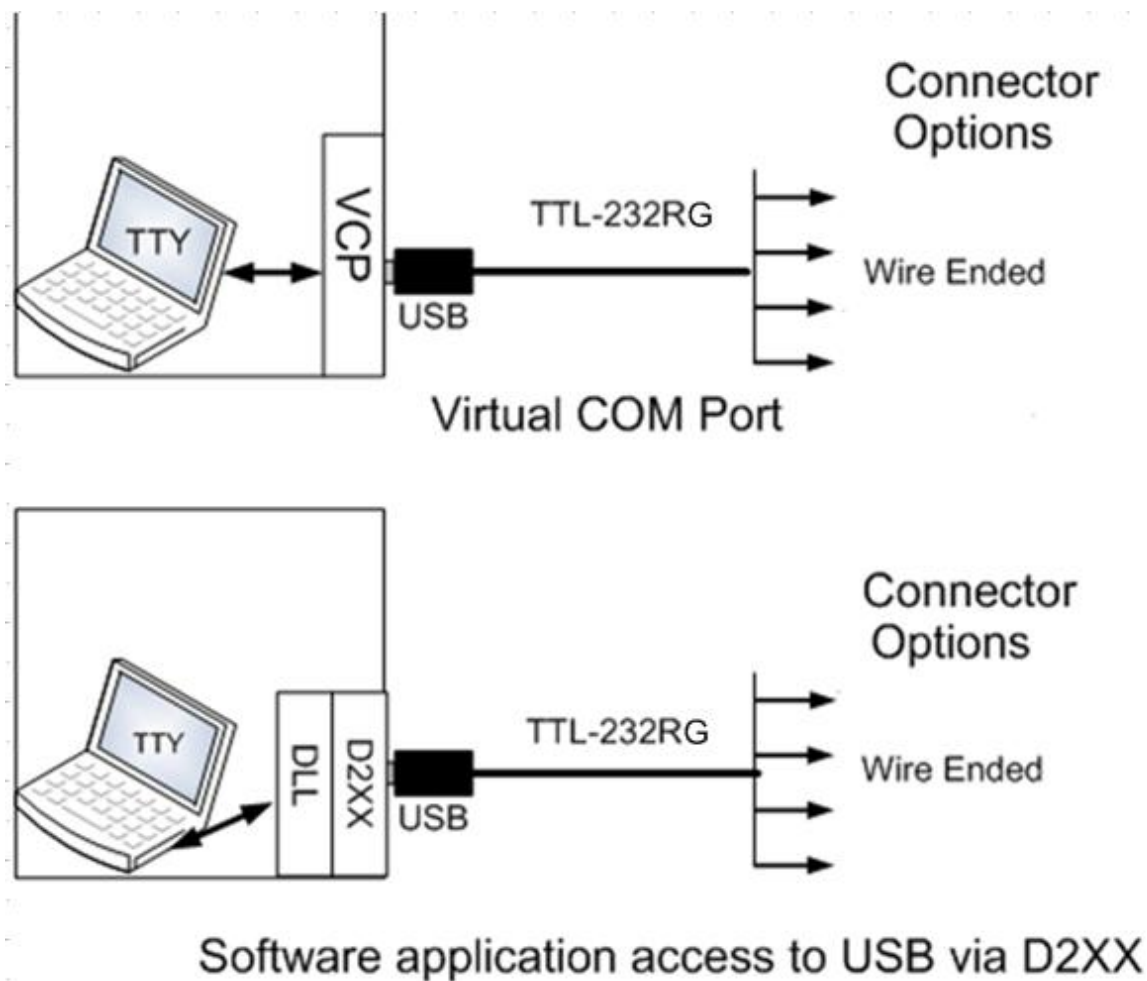 Connector
Options
TTY
VCP
TTL-232RG
USB
Wire Ended
Virtual COM Port
Connector
Options
TTY
DLL
D2XX
TTL-232RG
USB
Wire Ended
Software application access to USB via D2XX